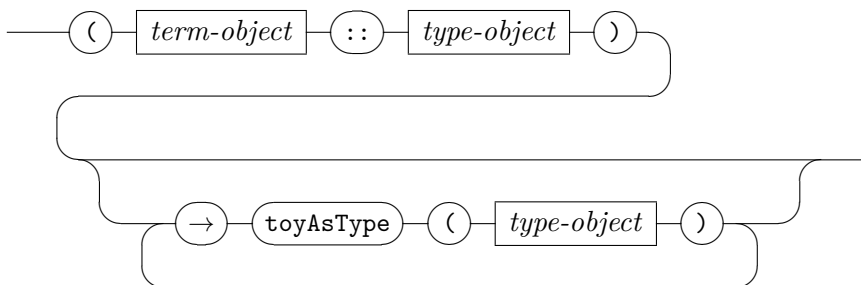 ( term-object :: type-object )
→ toyAsType ( type-object )